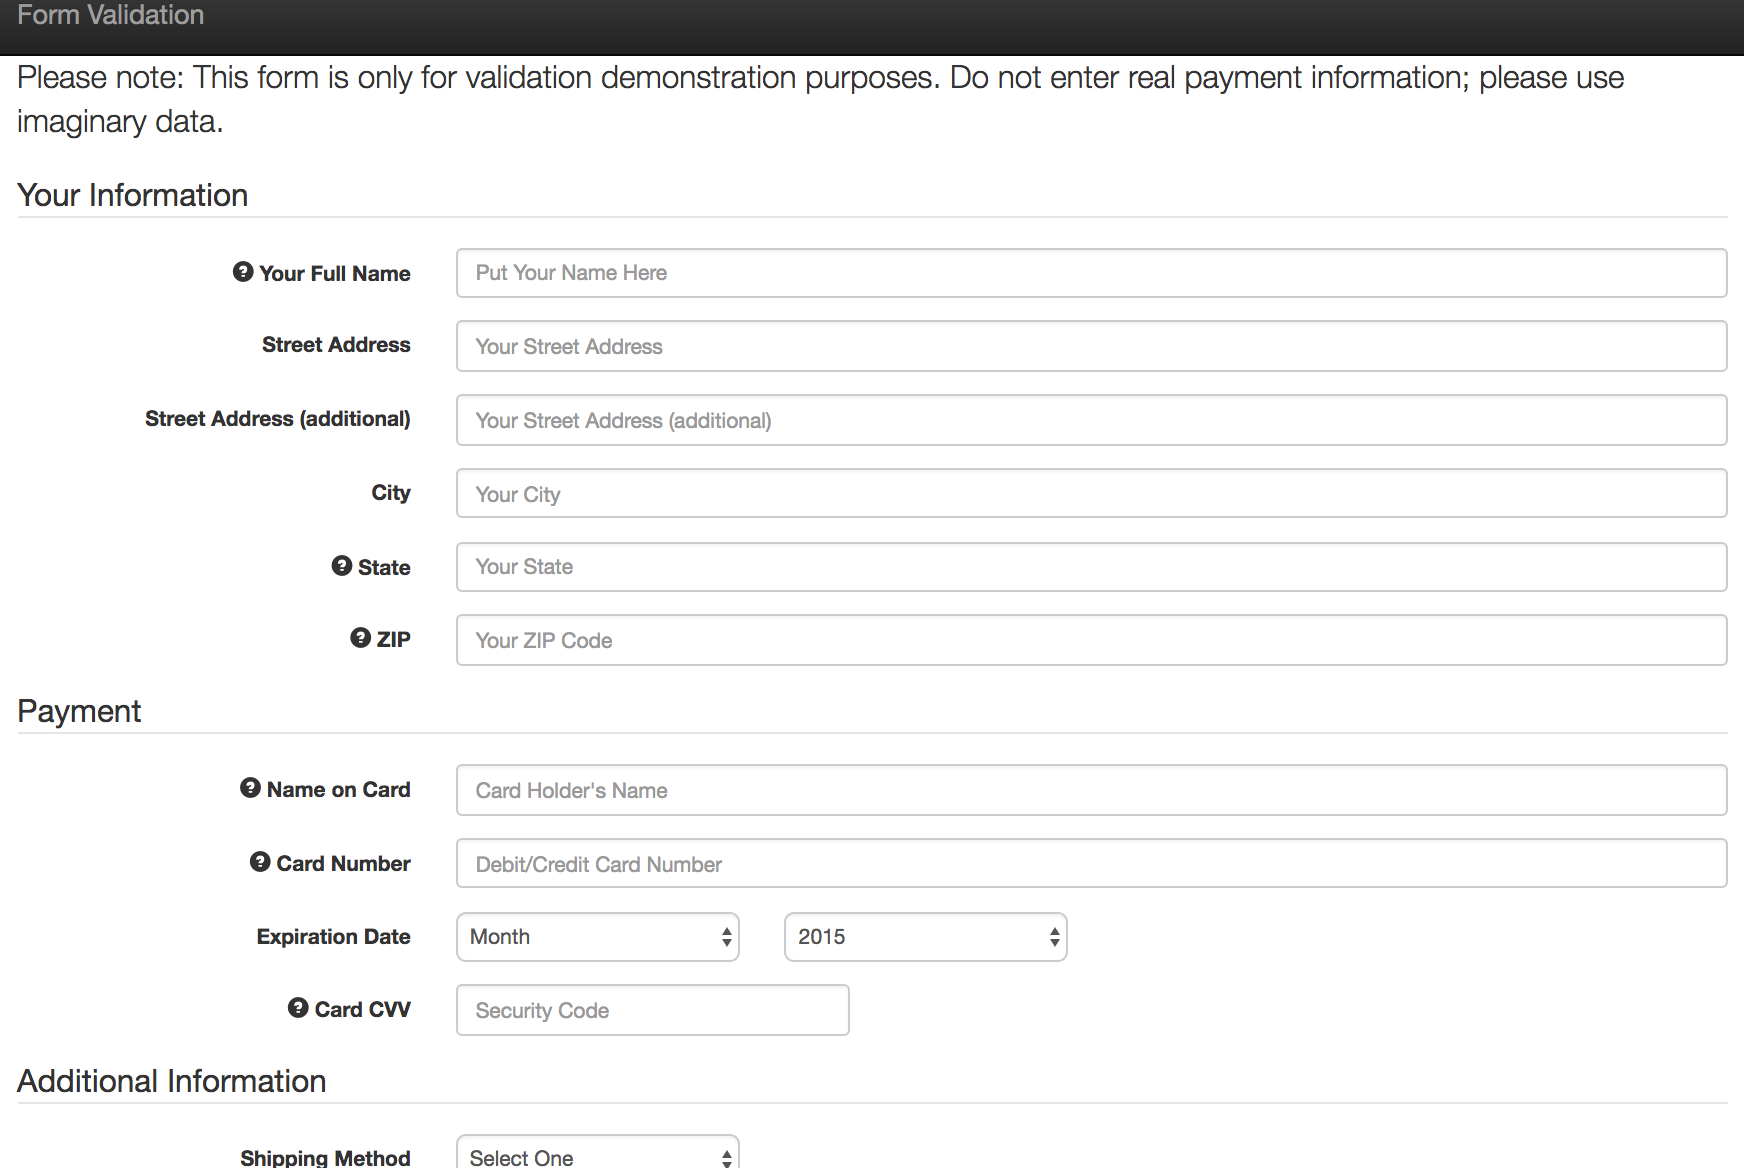 Form Validation
Please note: This form is only for validation demonstration purposes. Do not enter real payment information; please use
imaginary data.
Your Information
Your Full Name Put Your Name Here
Street Address Your Street Address
Street Address (additional) Your Street Address (additional)
City Your City
State Your State
ZIP Your ZIP Code
Payment
Name on Card Card Holder's Name
Card Number Debit/Credit Card Number
Expiration Date Month 2015
Card CVV Security Code
Additional Information
Shipping Method Select One